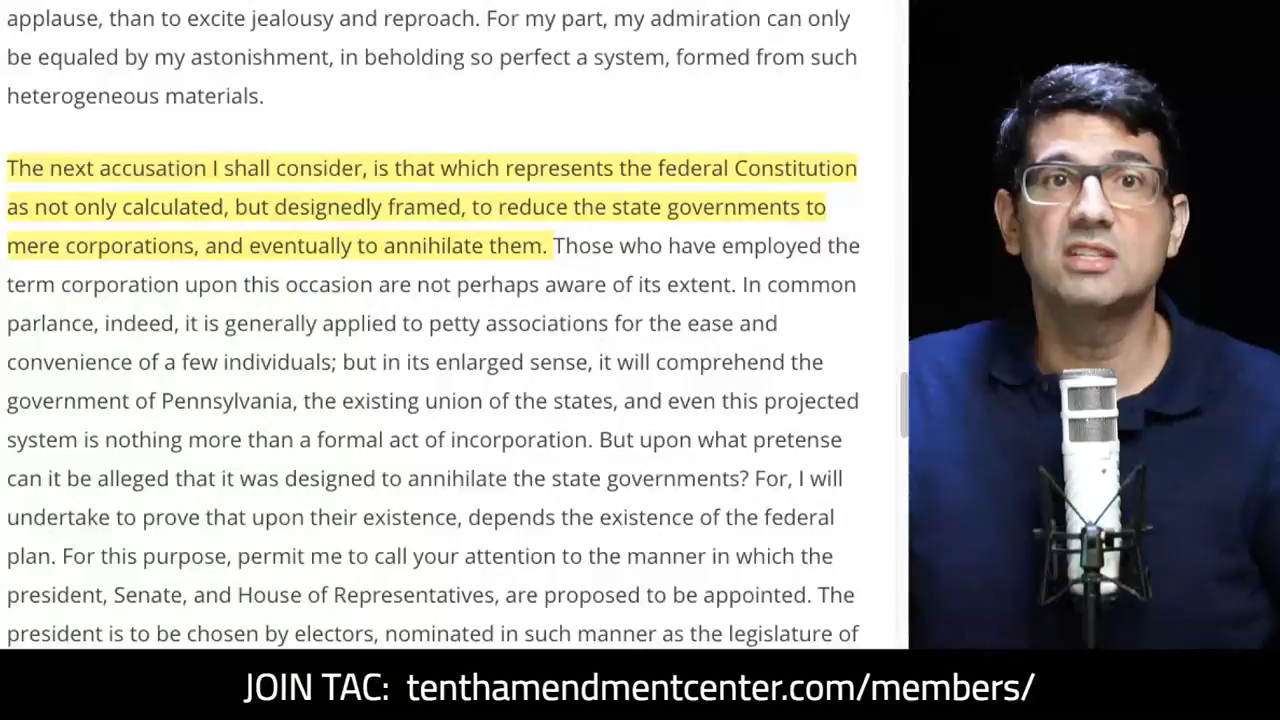 applause, than to excite jealousy and reproach. For my part, my admiration can only
be equaled by my astonishment, in beholding so perfect a system, formed from such
heterogeneous materials.
The next accusation I shall consider, is that which represents the federal Constitution
as not only calculated, but designedly framed, to reduce the state governments to
mere corporations, and eventually to annihilate them. Those who have employed the
term corporation upon this occasion are not perhaps aware of its extent. In common
parlance, indeed, it is generally applied to petty associations for the ease and
convenience of a few individuals; but in its enlarged sense, it will comprehend the
government of Pennsylvania, the existing union of the states, and even this projected
system is nothing more than a formal act of incorporation. But upon what pretense
can it be alleged that it was designed to annihilate the state governments? For, I will
undertake to prove that upon their existence, depends the existence of the federal
plan. For this purpose, permit me to call your attention to the manner in which the
president, Senate, and House of Representatives, are proposed to be appointed. The
president is to be chosen by electors, nominated in such manner as the legislature of
JOIN TAC: tenthamendmentcenter.com/members/